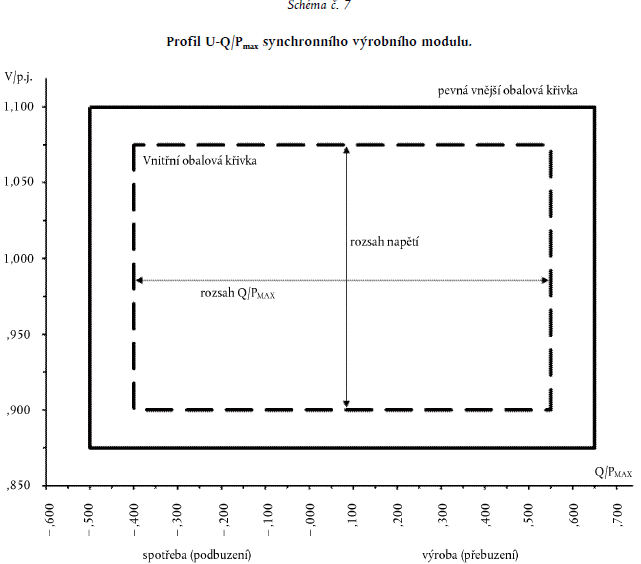 Schéma č. 7
Profil U-Q/Pmax synchronního výrobního modulu.
V/p.j.
pevná vnější obalová křivka
1,100
Vnitřní obalová křivka
1,050
rozsah napětí
1,000
rozsah Q/PMAX
,950
,900
,850
Q/PMAX
–,600
–,500
–,400
–,300
–,200
–,100
–,000
,100
,200
,300
,400
,500
,600
,700
spotřeba (podbuzení)
výroba (přebuzení)